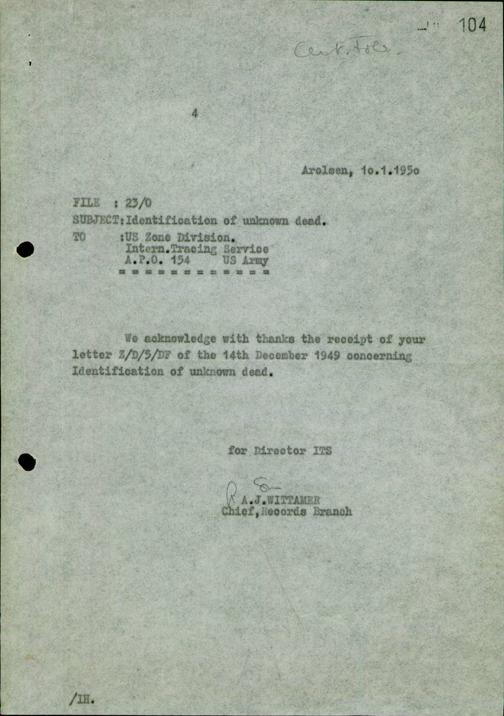 104
4
Arolsen, 1o.1.195o
FILE : 23/0
SUBJECT:Identification of unknown dead.
TO :US Zone Division.
Intern.Tracing Service
A.P.O. 154 US Army
= = = = = = = = = = = =
We acknowledge with thanks the receipt of your
letter Z/D/5/DF of the 14th December 1949 concerning
Identification of unknown dead.
for Director ITS
A.J.WITTAMER
Chief,Records Branch
/IH.